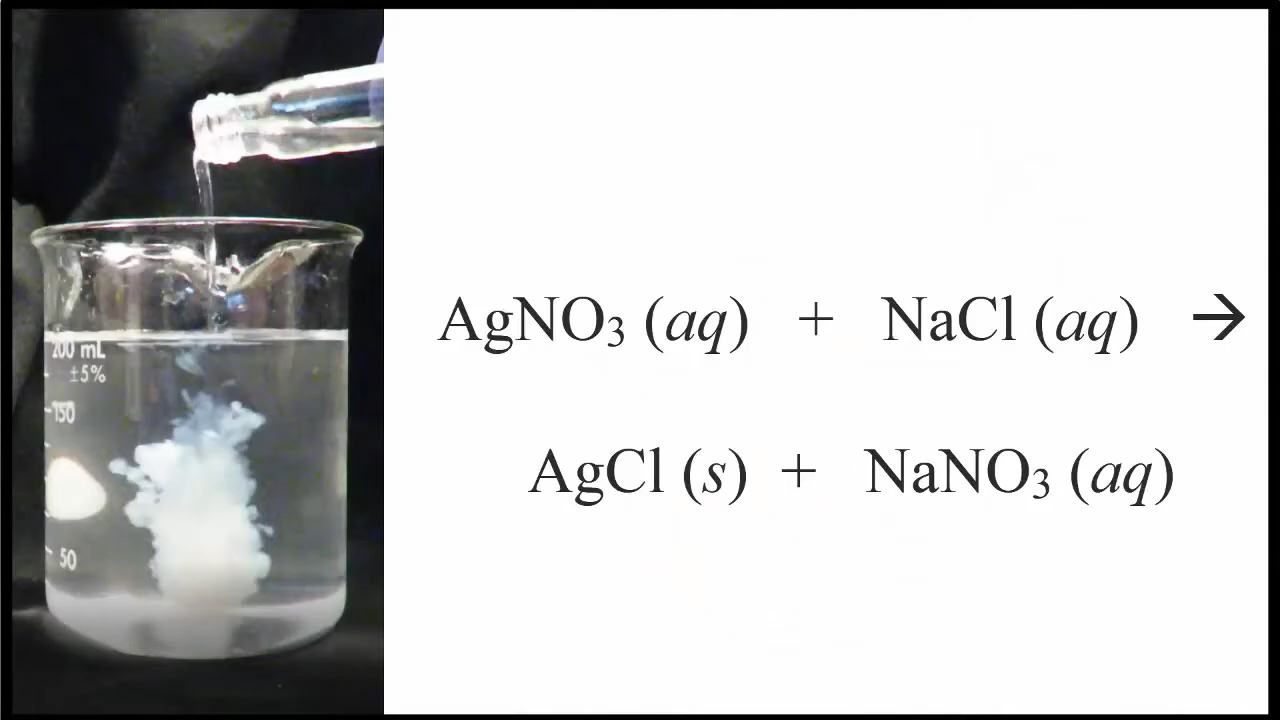 200 mL
±5%
150
50
AgNO₃ (aq) + NaCl (aq) →
AgCl (s) + NaNO₃ (aq)